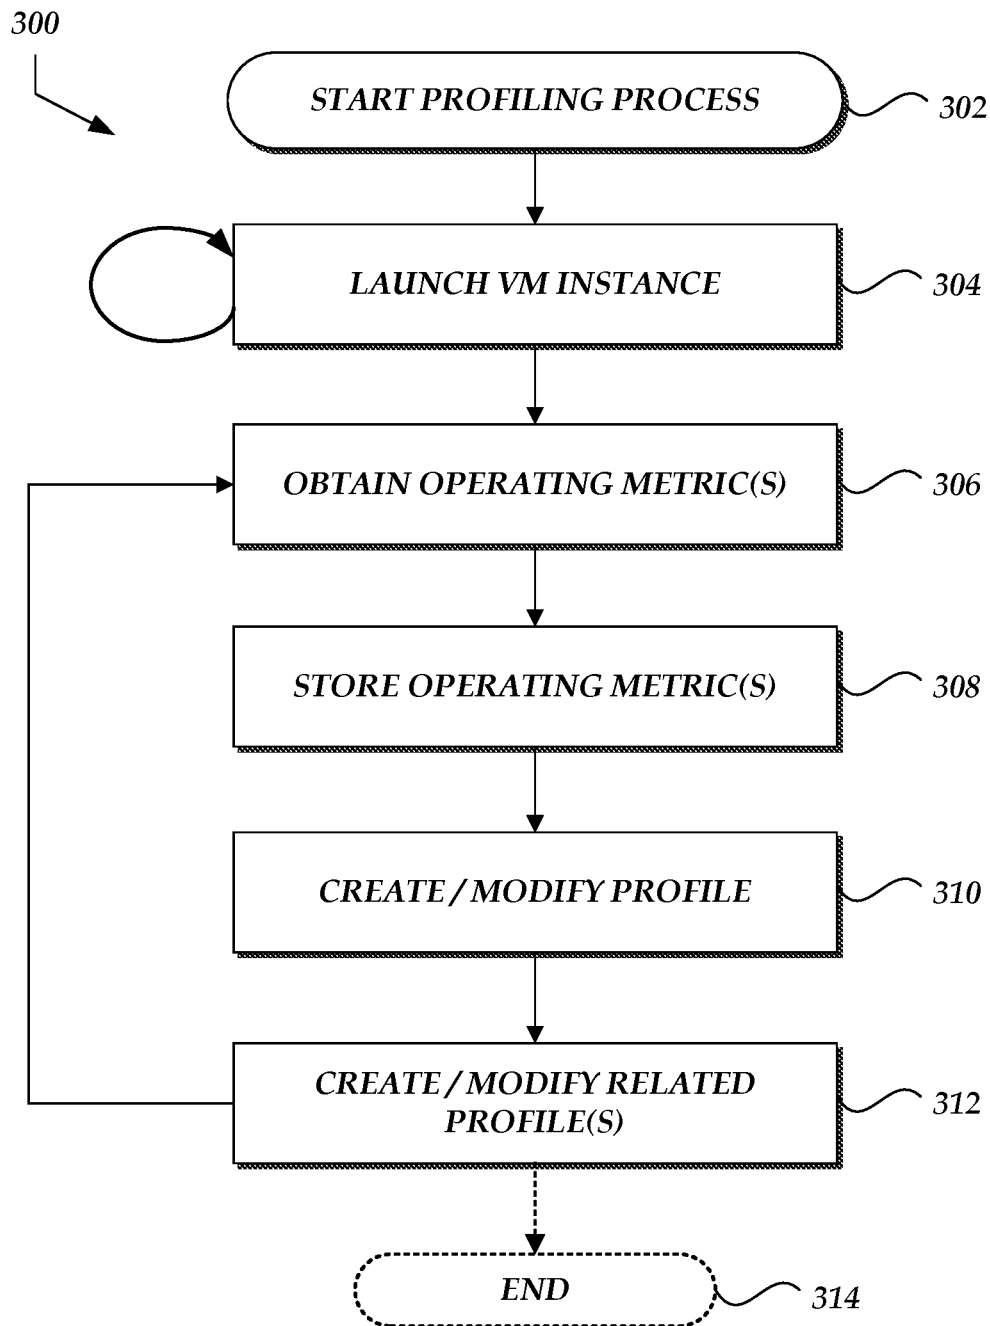 300
START PROFILING PROCESS
302
LAUNCH VM INSTANCE
304
OBTAIN OPERATING METRIC(S)
306
STORE OPERATING METRIC(S)
308
CREATE / MODIFY PROFILE
310
CREATE / MODIFY RELATED
PROFILE(S)
312
END
314